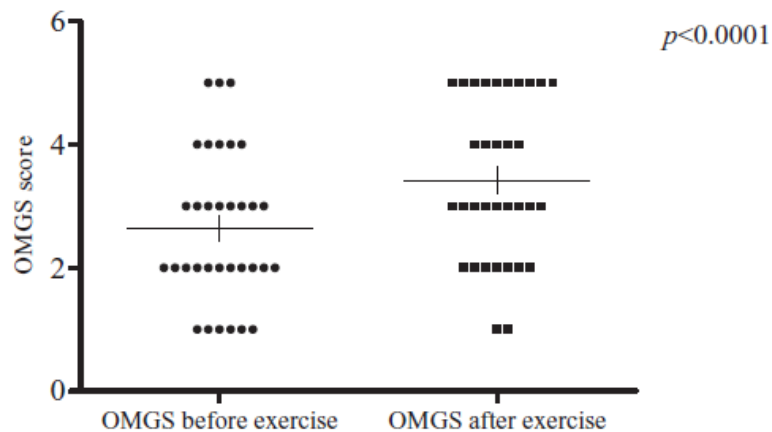 6
p<0.0001
4
OMGS score
2
0
OMGS before exercise
OMGS after exercise